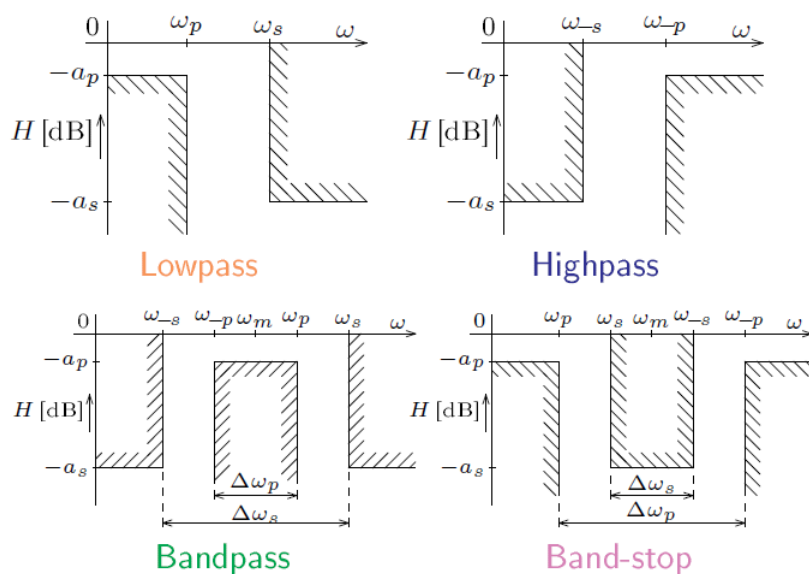 0 ω_p ω_s ω
−a_p
H [dB]
−a_s
Lowpass
0 ω_{−s} ω_{−p} ω
−a_p
H [dB]
−a_s
Highpass
0 ω_{−s} ω_{−p} ω_m ω_p ω_s ω
−a_p
H [dB]
−a_s
Δω_p
Δω_s
Bandpass
0 ω_p ω_s ω_m ω_{−s} ω_{−p} ω
−a_p
H [dB]
−a_s
Δω_s
Δω_p
Band-stop